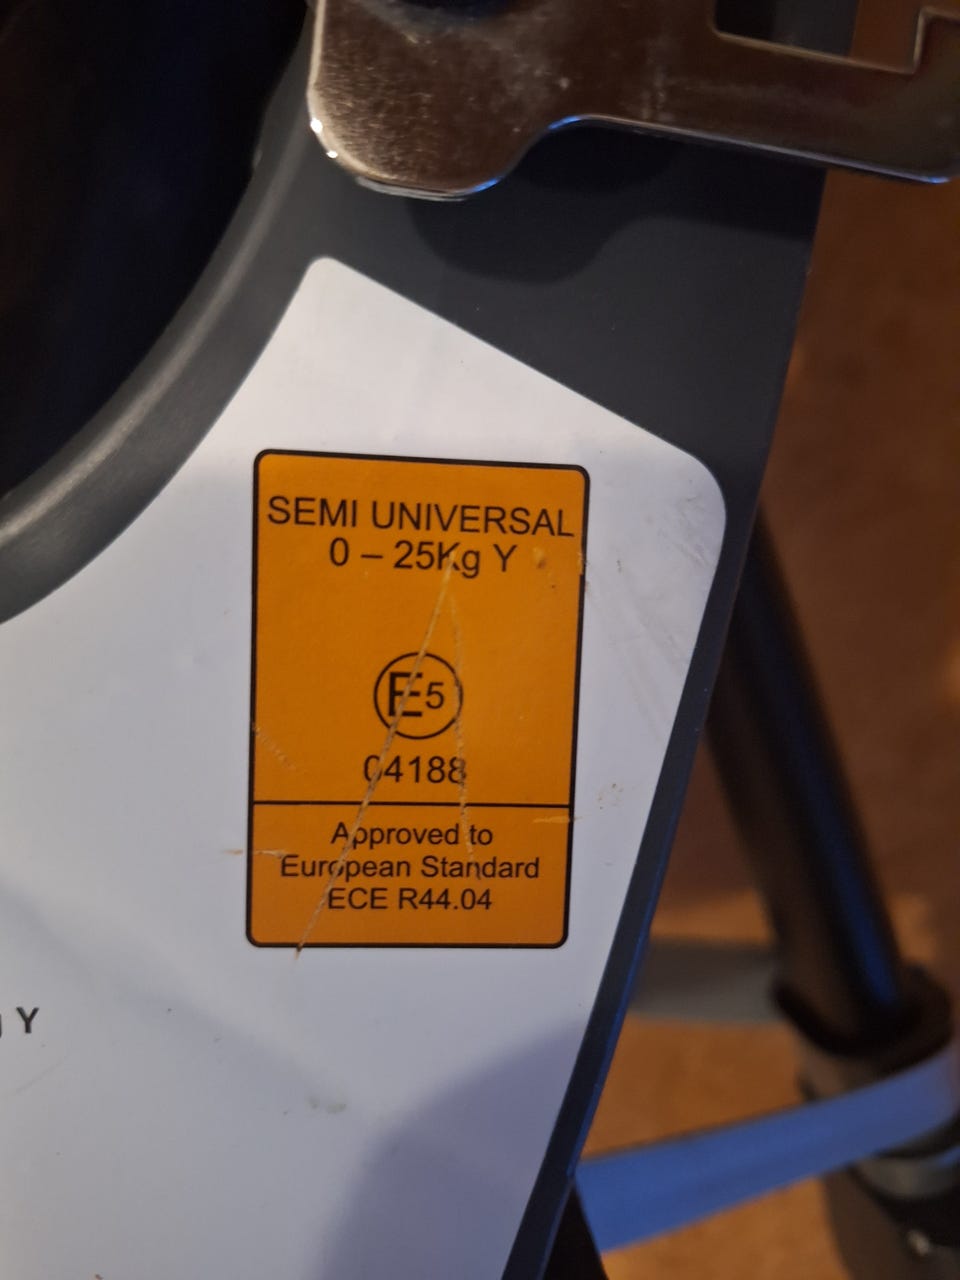 SEMI UNIVERSAL
0 – 25Kg Y
E5
04188
Approved to
European Standard
ECE R44.04
Y